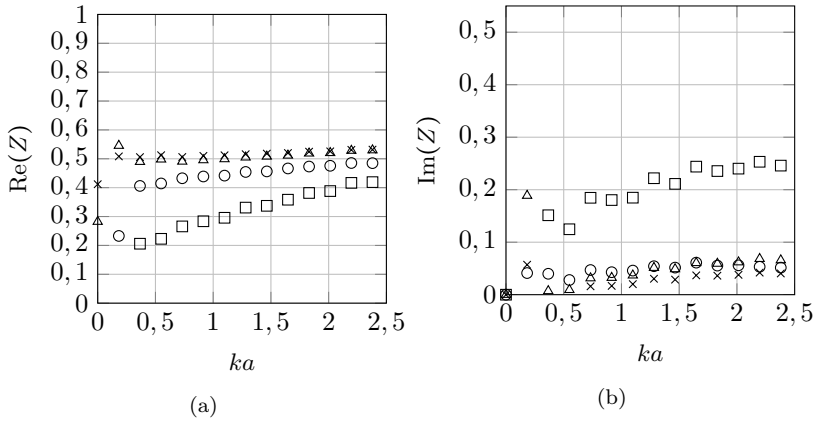 1
0, 9
0, 8
0, 7
0, 6
0, 5
0, 4
0, 3
0, 2
0, 1
0
Re(Z)
0 0, 5 1 1, 5 2 2, 5
ka
(a)
0, 5
0, 4
0, 3
0, 2
0, 1
0
Im(Z)
0 0, 5 1 1, 5 2 2, 5
ka
(b)